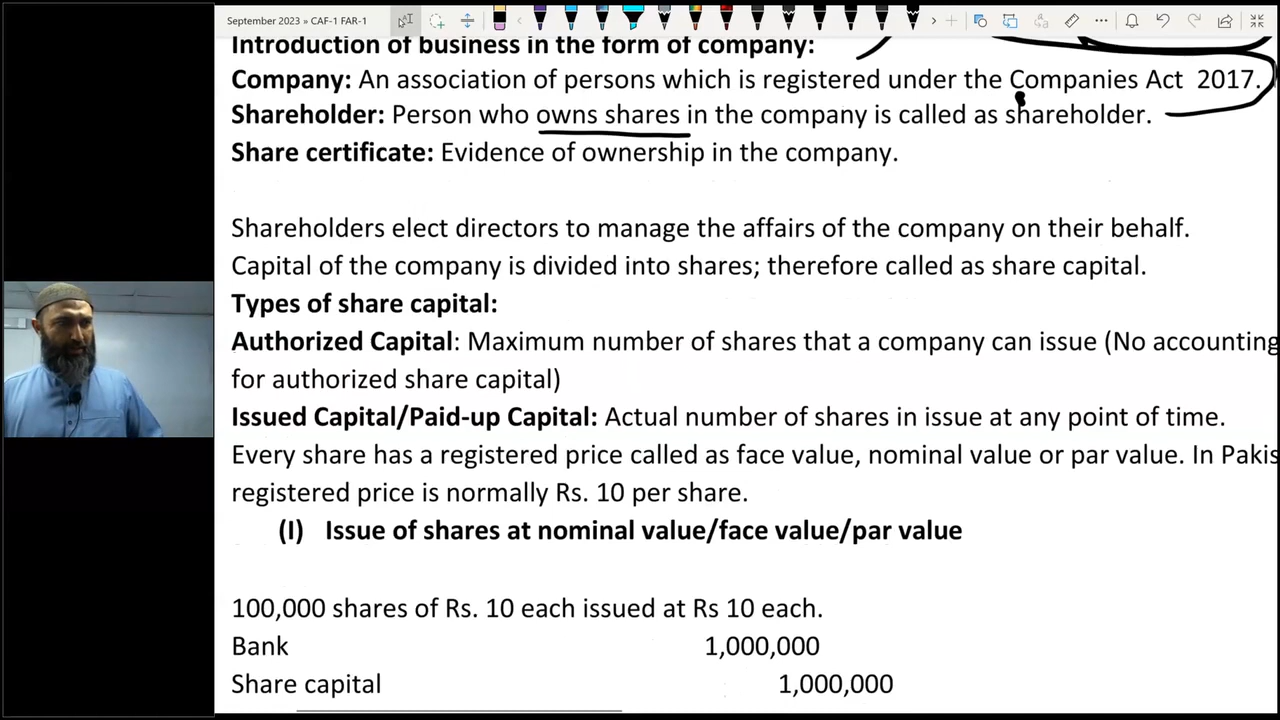 September 2023 » CAF-1 FAR-1
Introduction of business in the form of company:
Company: An association of persons which is registered under the Companies Act 2017.
Shareholder: Person who owns shares in the company is called as shareholder.
Share certificate: Evidence of ownership in the company.
Shareholders elect directors to manage the affairs of the company on their behalf.
Capital of the company is divided into shares; therefore called as share capital.
Types of share capital:
Authorized Capital: Maximum number of shares that a company can issue (No accounting
for authorized share capital)
Issued Capital/Paid-up Capital: Actual number of shares in issue at any point of time.
Every share has a registered price called as face value, nominal value or par value. In Pakis
registered price is normally Rs. 10 per share.
(I) Issue of shares at nominal value/face value/par value
100,000 shares of Rs. 10 each issued at Rs 10 each.
Bank 1,000,000
Share capital 1,000,000